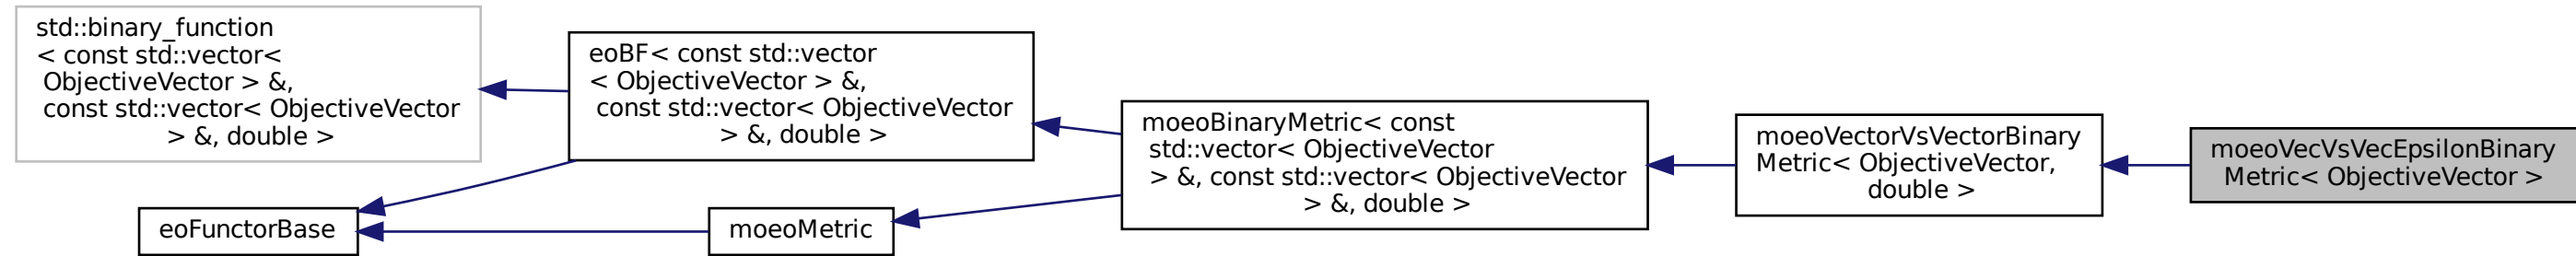 std::binary_function
< const std::vector<
ObjectiveVector > &,
const std::vector< ObjectiveVector
> &, double >
eoBF< const std::vector
< ObjectiveVector > &,
const std::vector< ObjectiveVector
> &, double >
eoFunctorBase
moeoMetric
moeoBinaryMetric< const
std::vector< ObjectiveVector
> &, const std::vector< ObjectiveVector
> &, double >
moeoVectorVsVectorBinary
Metric< ObjectiveVector,
double >
moeoVecVsVecEpsilonBinary
Metric< ObjectiveVector >